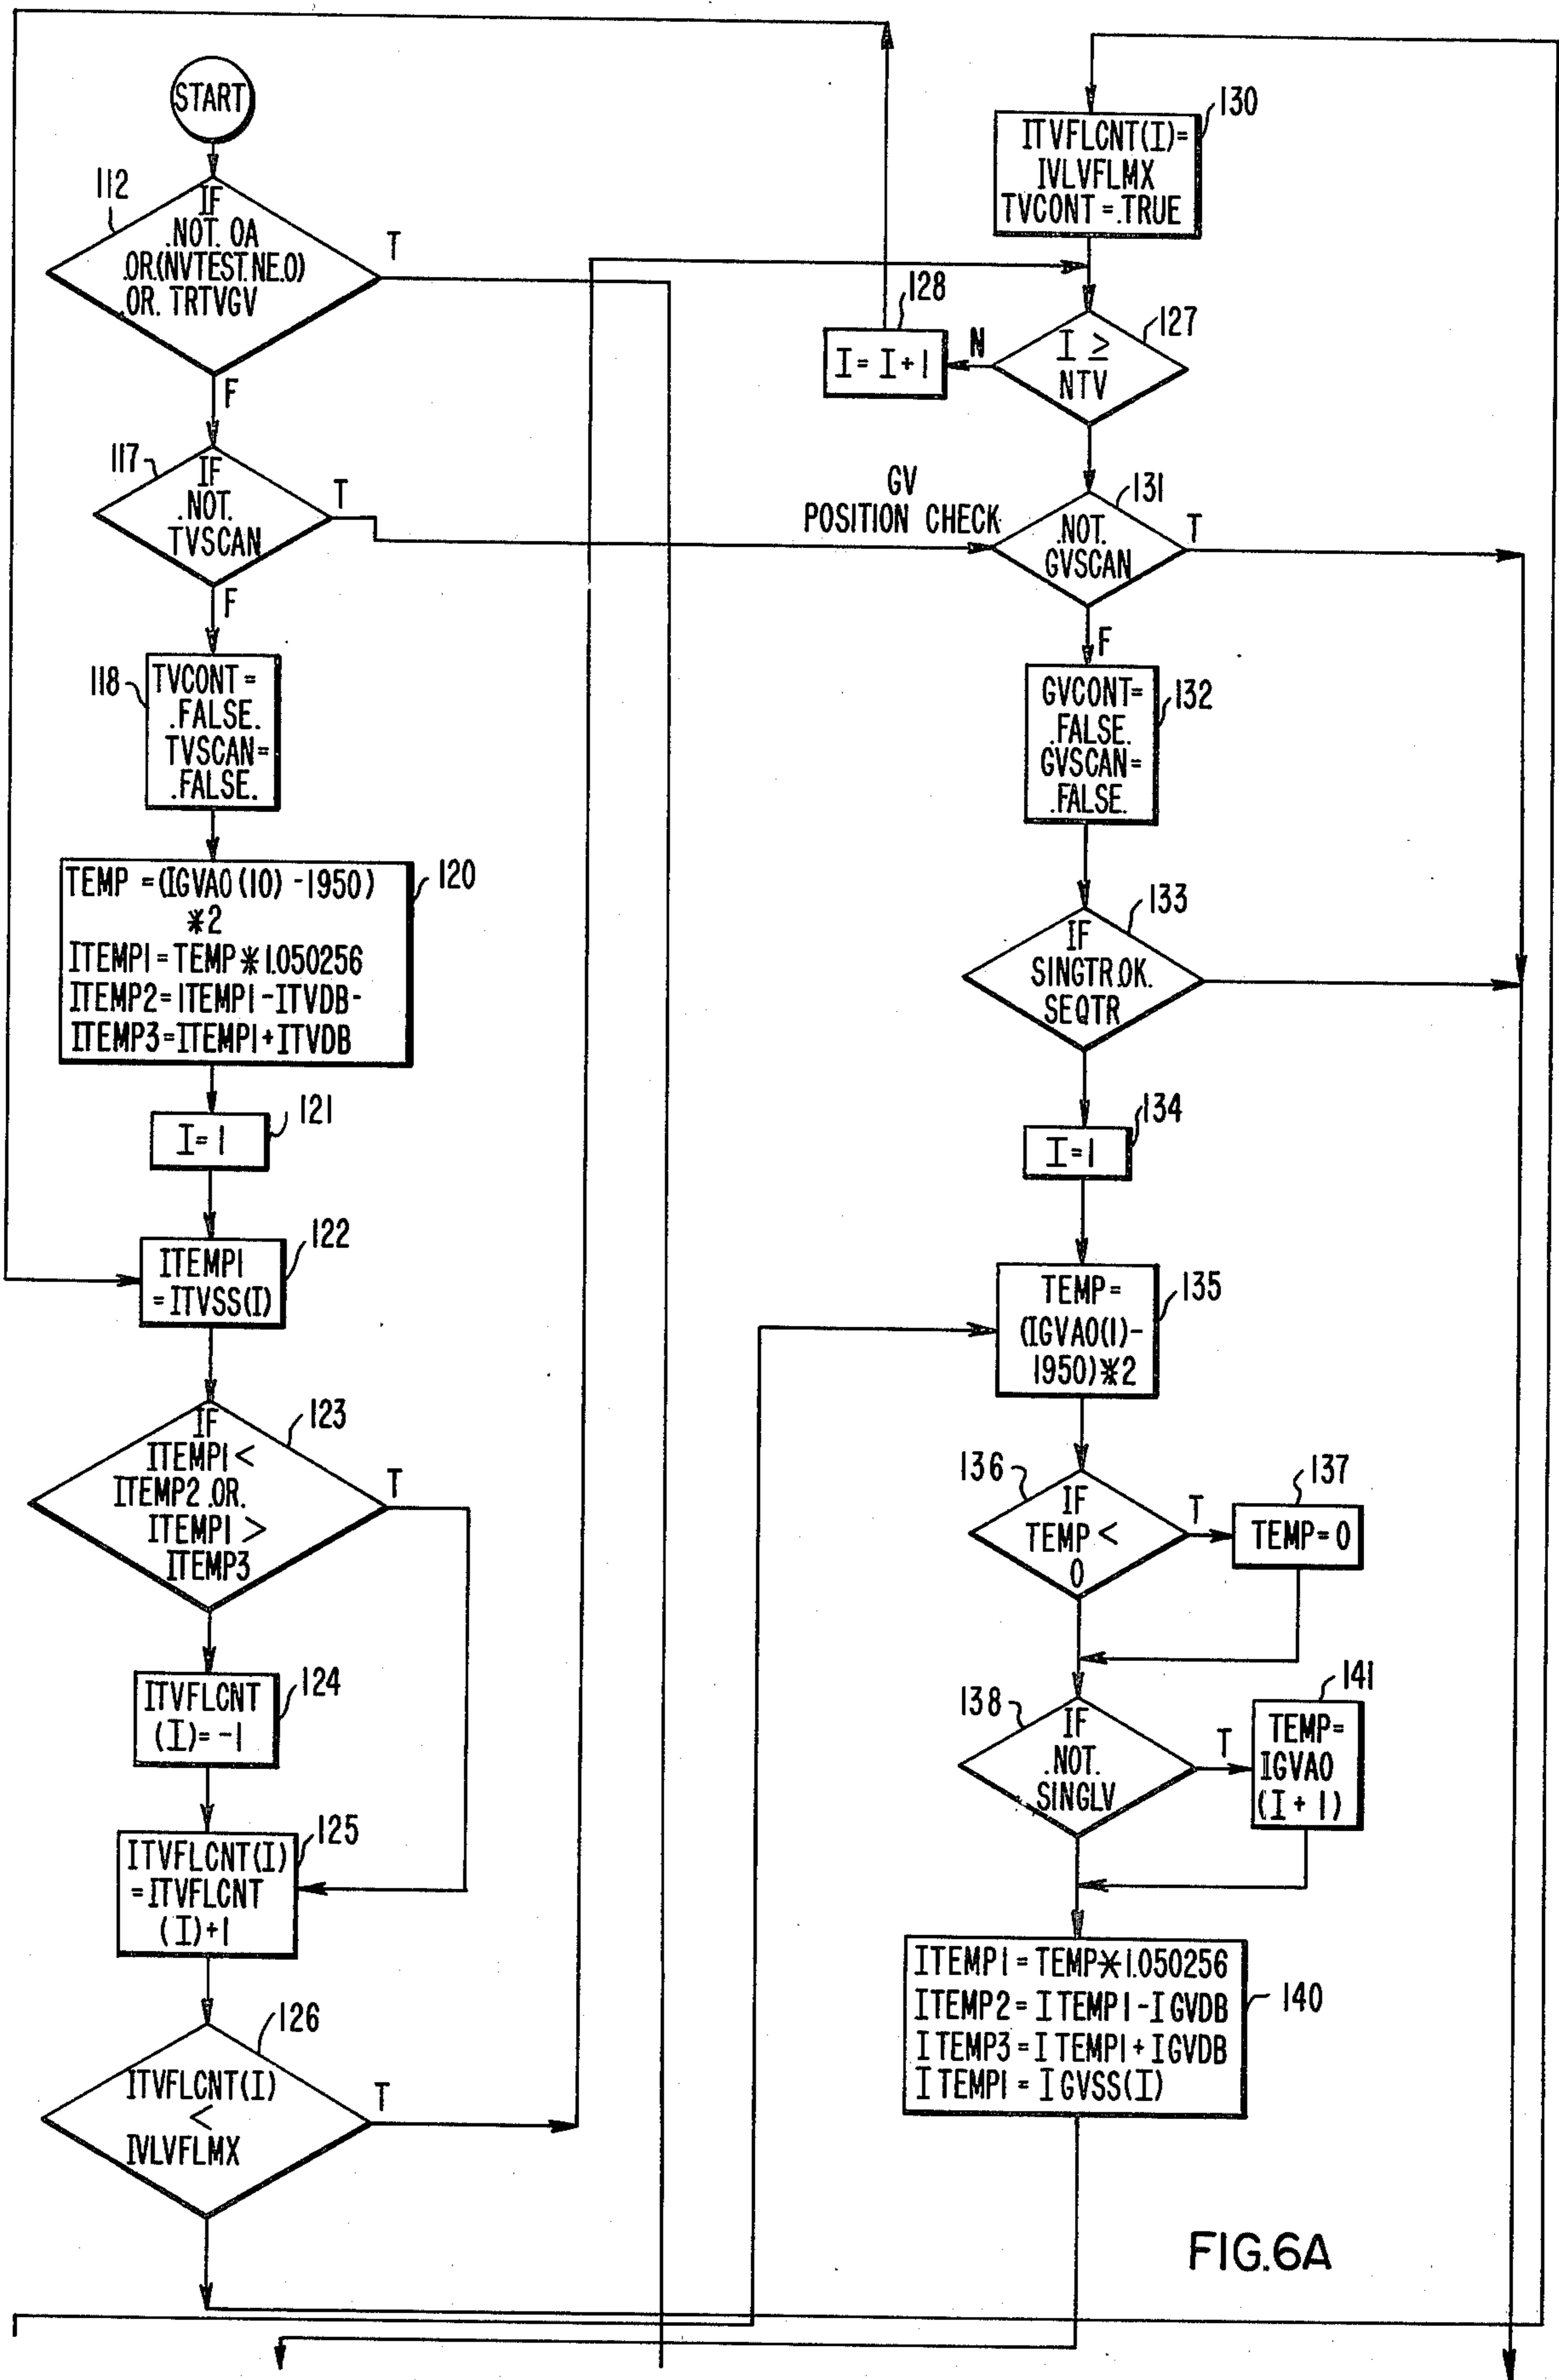 START
112
IF
.NOT. OA
.OR.(NVTEST.NE.0)
.OR. TRTVGV
T
F
117
IF
.NOT.
TVSCAN
T
F
118
TVCONT=
.FALSE.
TVSCAN=
.FALSE.
120
TEMP =(IGVAO(10) -1950)
*2
ITEMP1=TEMP*1.050256
ITEMP2=ITEMP1-ITVDB-
ITEMP3=ITEMP1+ITVDB
121
I=1
122
ITEMP1
=ITVSS(I)
123
IF
ITEMP1<
ITEMP2.OR.
ITEMP1>
ITEMP3
T
124
ITVFLCNT
(I)=-1
125
ITVFLCNT(I)
=ITVFLCNT
(I)+1
126
ITVFLCNT(I)
<
IVLVFLMX
T
130
ITVFLCNT(I)=
IVLVFLMX
TVCONT=.TRUE
127
I ≥
NTV
N
128
I=I+1
GV
POSITION CHECK
131
.NOT.
GVSCAN
T
F
132
GVCONT=
.FALSE.
GVSCAN=
.FALSE.
133
IF
SINGTR.OK.
SEQTR
134
I=1
135
TEMP=
(IGVAO(1)-
1950)*2
136
IF
TEMP<
0
T
137
TEMP=0
138
IF
.NOT.
SINGLV
T
141
TEMP=
IGVAO
(I+1)
140
ITEMP1=TEMP*1.050256
ITEMP2=ITEMP1-IGVDB
ITEMP3=ITEMP1+IGVDB
ITEMP1=IGVSS(I)
FIG.6A